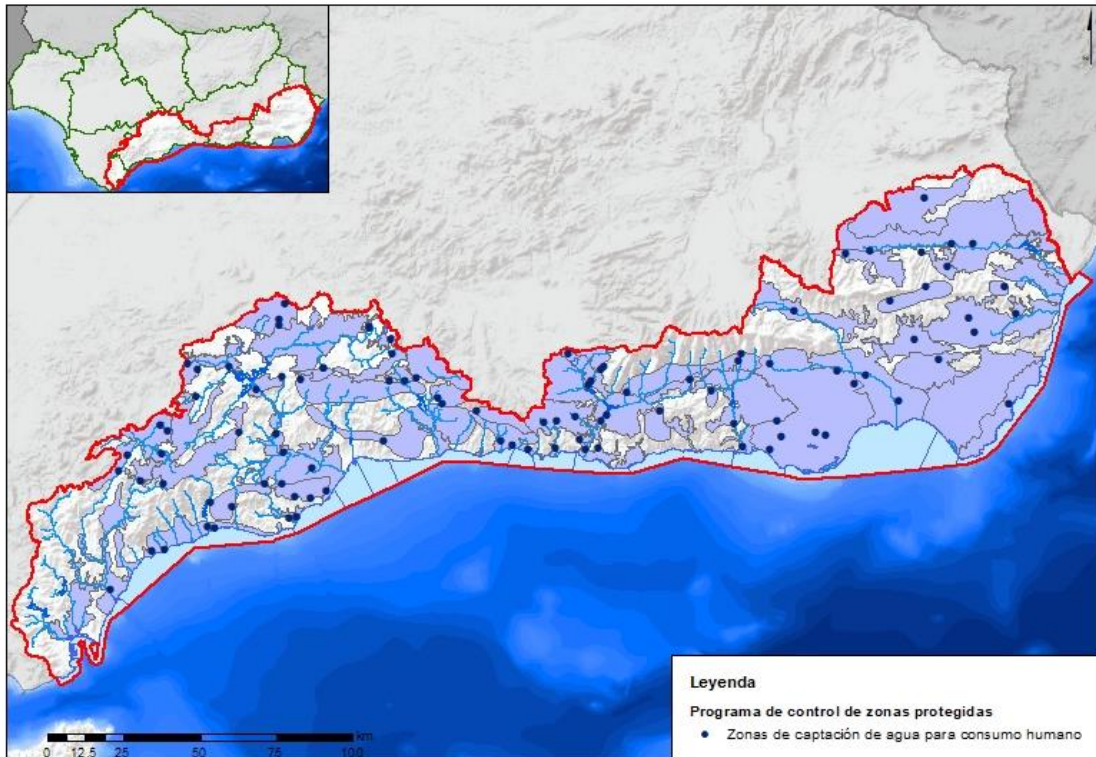 Leyenda
Programa de control de zonas protegidas
Zonas de captación de agua para consumo humano
km
0 12,5 25 50 75 100